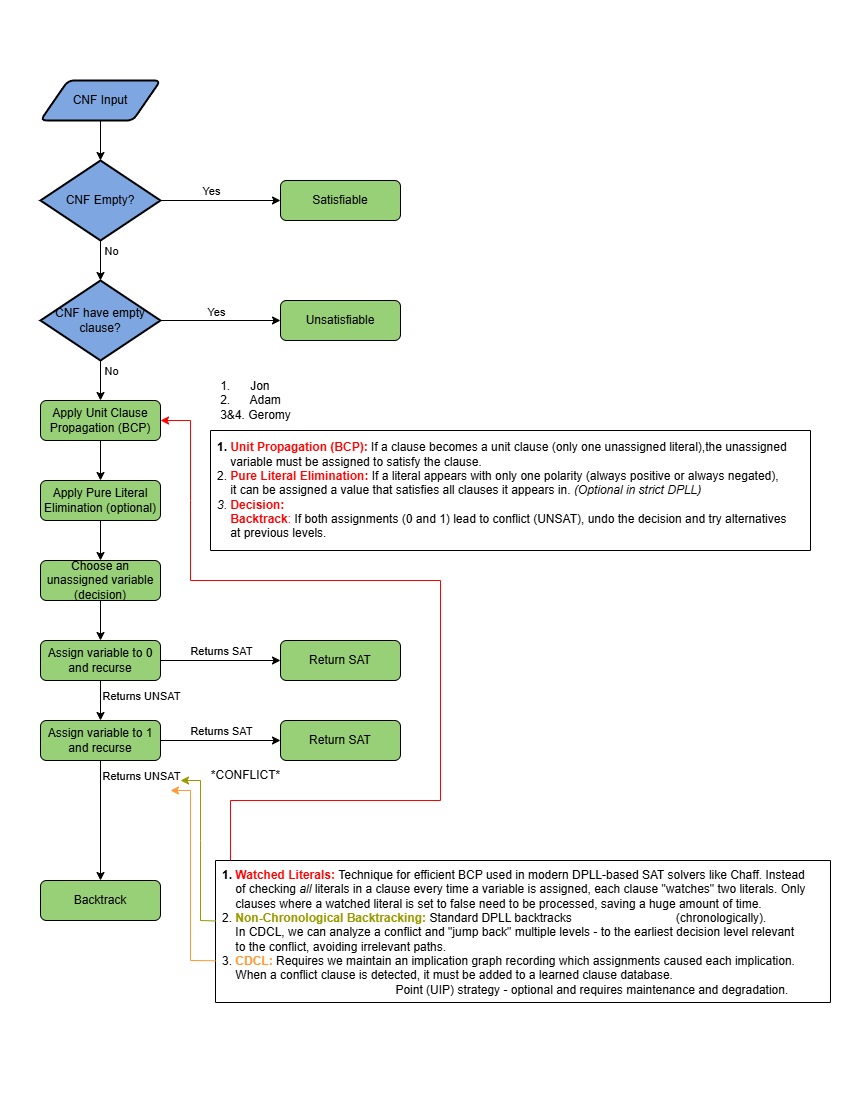 CNF Input
CNF Empty?
Yes
Satisfiable
No
CNF have empty
clause?
Yes
Unsatisfiable
No
Apply Unit Clause
Propagation (BCP)
Apply Pure Literal
Elimination (optional)
Choose an
unassigned variable
(decision)
Assign variable to 0
and recurse
Returns SAT
Return SAT
Returns UNSAT
Assign variable to 1
and recurse
Returns SAT
Return SAT
Returns UNSAT
*CONFLICT*
Backtrack
1. Jon
2. Adam
3&4. Geromy
1. Unit Propagation (BCP): If a clause becomes a unit clause (only one unassigned literal),the unassigned
variable must be assigned to satisfy the clause.
2. Pure Literal Elimination: If a literal appears with only one polarity (always positive or always negated),
it can be assigned a value that satisfies all clauses it appears in. (Optional in strict DPLL)
3. Decision:
Backtrack: If both assignments (0 and 1) lead to conflict (UNSAT), undo the decision and try alternatives
at previous levels.
1. Watched Literals: Technique for efficient BCP used in modern DPLL-based SAT solvers like Chaff. Instead
of checking all literals in a clause every time a variable is assigned, each clause "watches" two literals. Only
clauses where a watched literal is set to false need to be processed, saving a huge amount of time.
2. Non-Chronological Backtracking: Standard DPLL backtracks (chronologically).
In CDCL, we can analyze a conflict and "jump back" multiple levels - to the earliest decision level relevant
to the conflict, avoiding irrelevant paths.
3. CDCL: Requires we maintain an implication graph recording which assignments caused each implication.
When a conflict clause is detected, it must be added to a learned clause database.
Point (UIP) strategy - optional and requires maintenance and degradation.